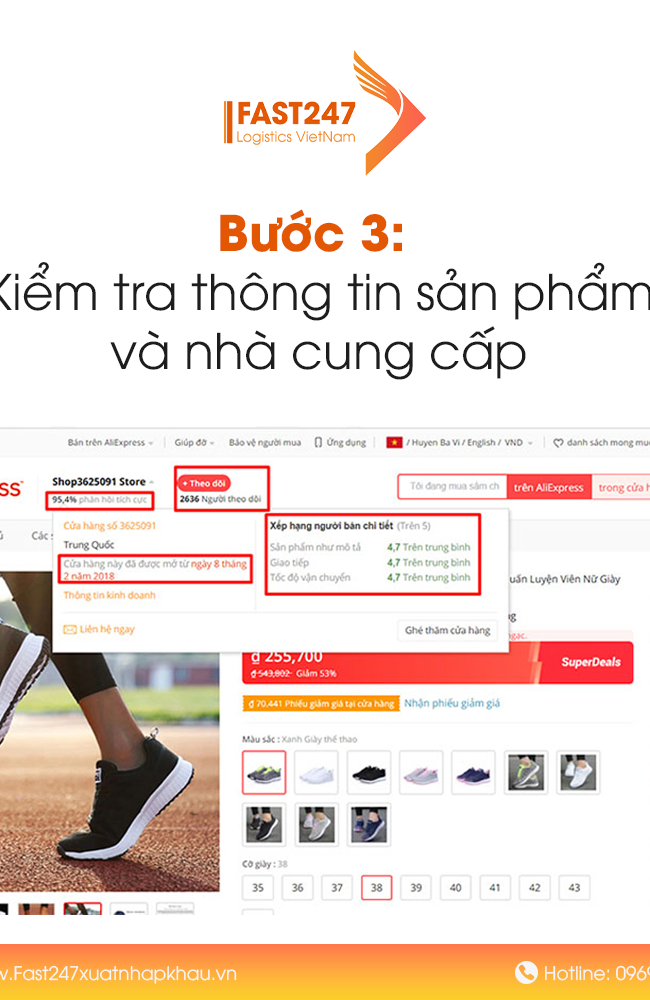 FAST247
Logistics VietNam
Bước 3:
Kiểm tra thông tin sản phẩm
và nhà cung cấp
Bán trên AliExpress
Giúp đỡ
Bảo vệ người mua
Ứng dụng
/ Huyen Ba Vi / English / VND
danh sách mong mu
ss
Shop3625091 Store
95,4% phản hồi tích cực
+ Theo dõi
2636 Người theo dõi
Tôi đang mua sắm ch
trên AliExpress
trong cửa h
Các s
Cửa hàng số 3625091
Trung Quốc
Cửa hàng này đã được mở từ ngày 8 tháng
2 năm 2018
Thông tin kinh doanh
Liên hệ ngay
Xếp hạng người bán chi tiết (Trên 5)
Sản phẩm như mô tả 4,7 Trên trung bình
Giao tiếp 4,7 Trên trung bình
Tốc độ vận chuyển 4,7 Trên trung bình
Ghé thăm cửa hàng
uấn Luyện Viên Nữ Giày
ng
ngạc.
₫ 255,700
₫ 543,802 Giảm 53%
SuperDeals
₫ 70.441 Phiếu giảm giá tại cửa hàng
Nhận phiếu giảm giá
Màu sắc : Xanh Giày thể thao
Cỡ giày : 38
35 36 37 38 39 40 41 42 43
w.Fast247xuatnhapkhau.vn
Hotline: 0969